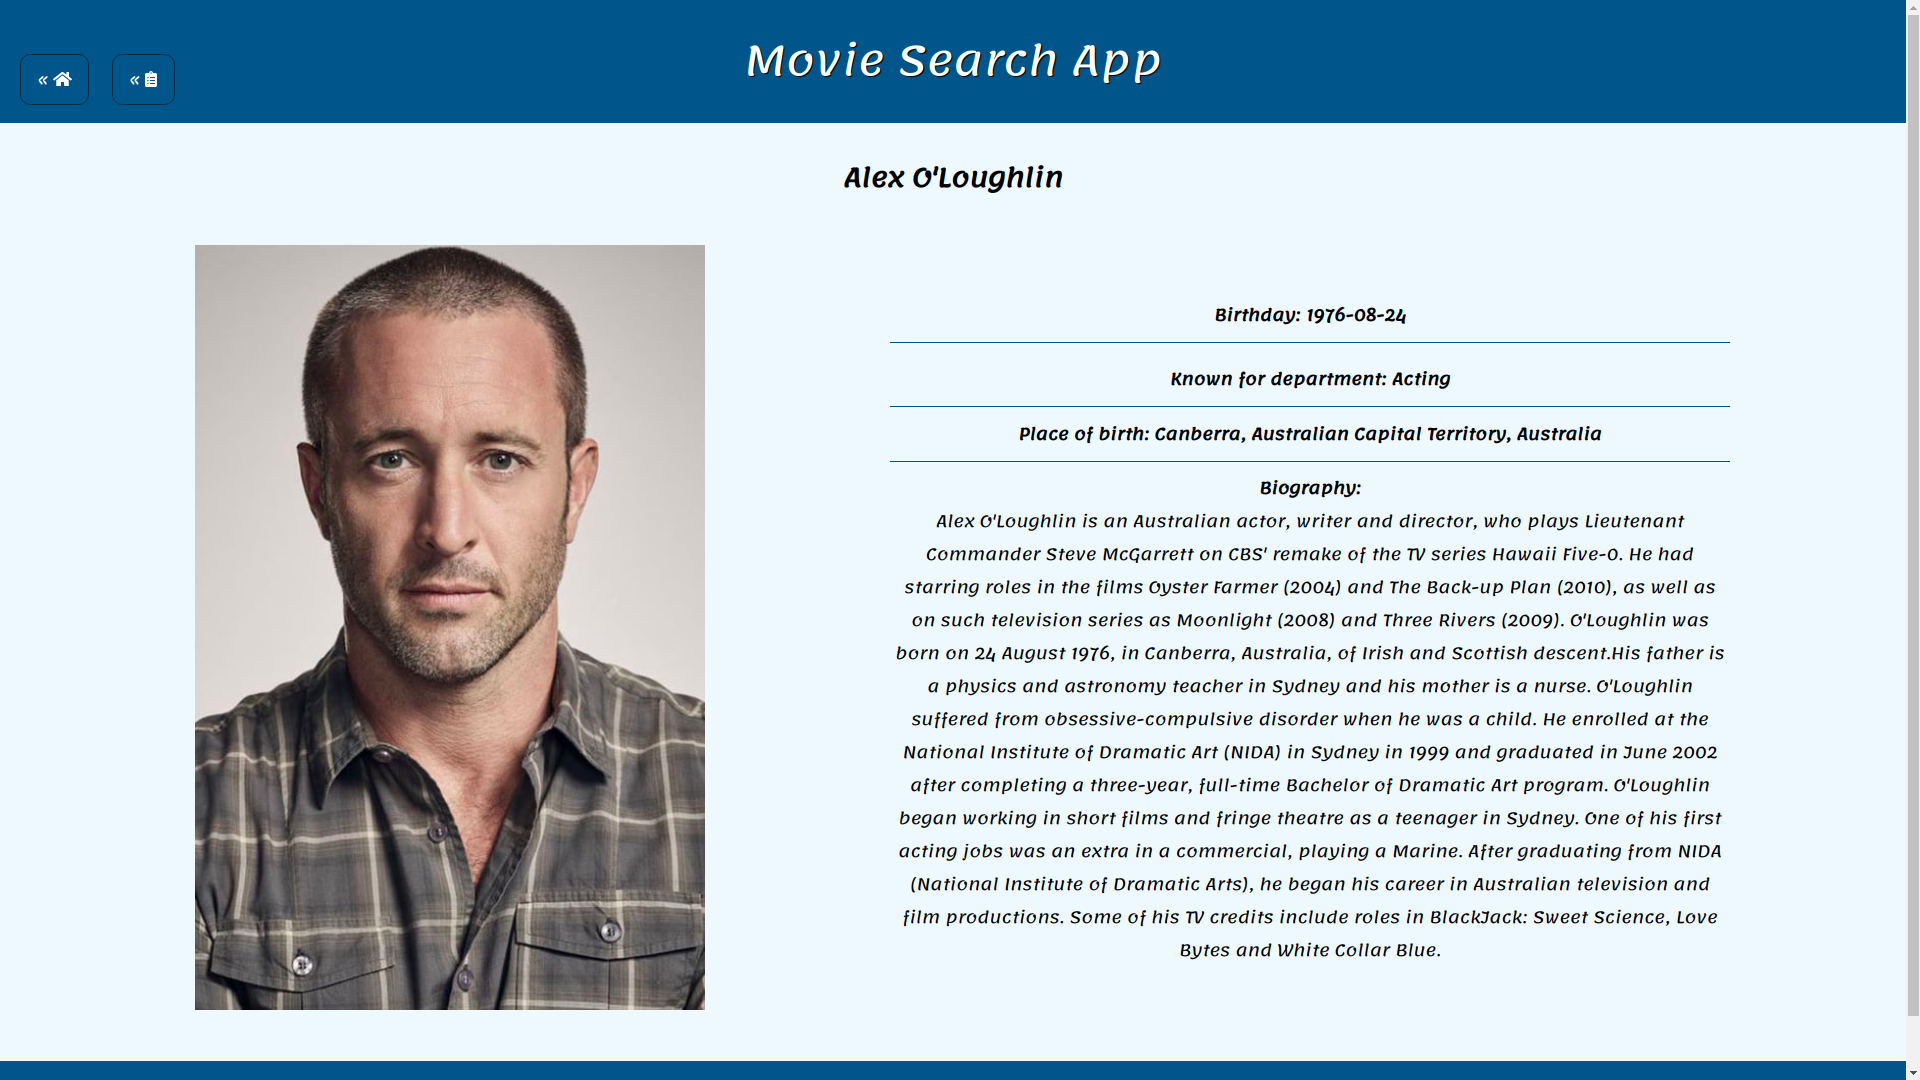 Movie Search App
«
«
Alex O'Loughlin
Birthday: 1976-08-24
Known for department: Acting
Place of birth: Canberra, Australian Capital Territory, Australia
Biography:
Alex O'Loughlin is an Australian actor, writer and director, who plays Lieutenant
Commander Steve McGarrett on CBS' remake of the TV series Hawaii Five-0. He had
starring roles in the films Oyster Farmer (2004) and The Back-up Plan (2010), as well as
on such television series as Moonlight (2008) and Three Rivers (2009). O'Loughlin was
born on 24 August 1976, in Canberra, Australia, of Irish and Scottish descent.His father is
a physics and astronomy teacher in Sydney and his mother is a nurse. O'Loughlin
suffered from obsessive-compulsive disorder when he was a child. He enrolled at the
National Institute of Dramatic Art (NIDA) in Sydney in 1999 and graduated in June 2002
after completing a three-year, full-time Bachelor of Dramatic Art program. O'Loughlin
began working in short films and fringe theatre as a teenager in Sydney. One of his first
acting jobs was an extra in a commercial, playing a Marine. After graduating from NIDA
(National Institute of Dramatic Arts), he began his career in Australian television and
film productions. Some of his TV credits include roles in BlackJack: Sweet Science, Love
Bytes and White Collar Blue.